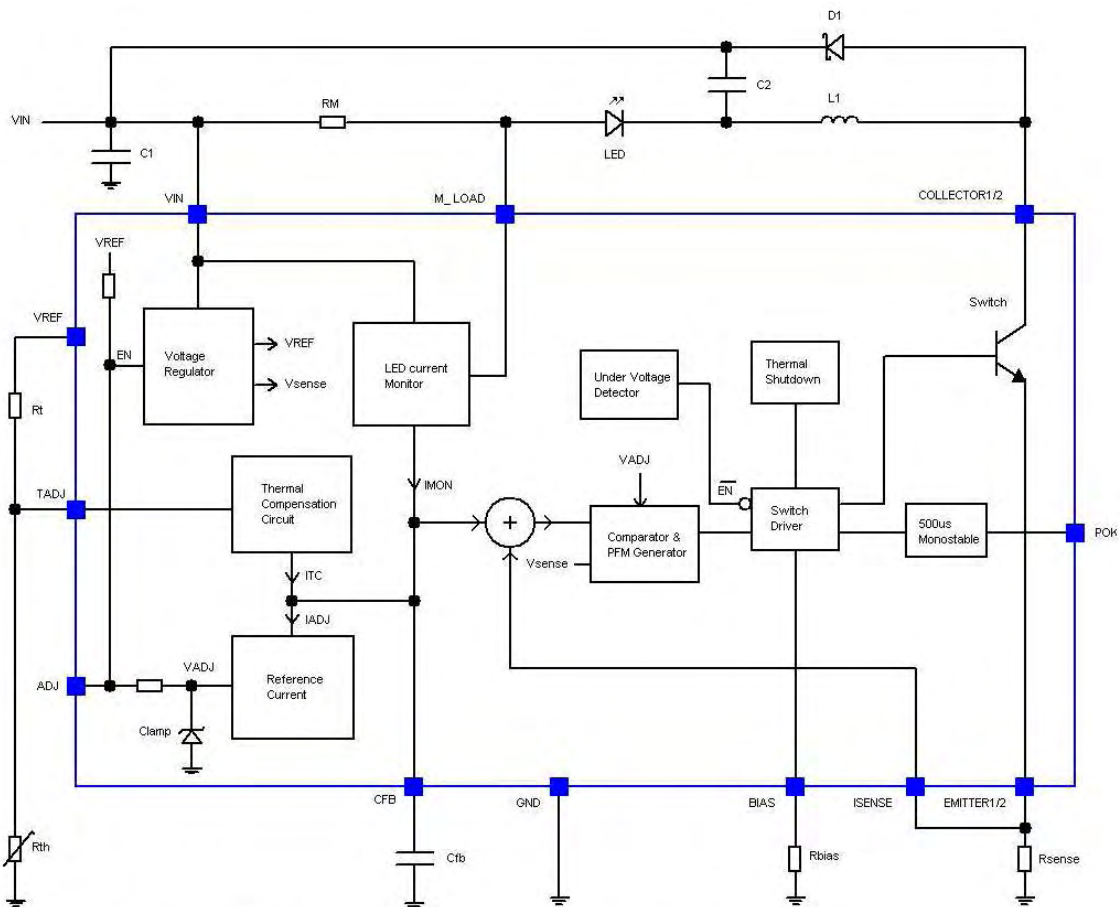 D1
C2
L1
VIN
RM
LED
C1
VIN
M_LOAD
COLLECTOR1/2
VREF
VREF
EN
Voltage
Regulator
VREF
Vsense
LED current
Monitor
Under Voltage
Detector
Thermal
Shutdown
Switch
Rt
TADJ
Thermal
Compensation
Circuit
IMON
VADJ
EN
+
Comparator &
PFM Generator
Vsense
Switch
Driver
500us
Monostable
POK
ITC
IADJ
ADJ
VADJ
Reference
Current
Clamp
CFB
GND
BIAS
ISENSE
EMITTER1/2
Rth
Cfb
Rbias
Rsense